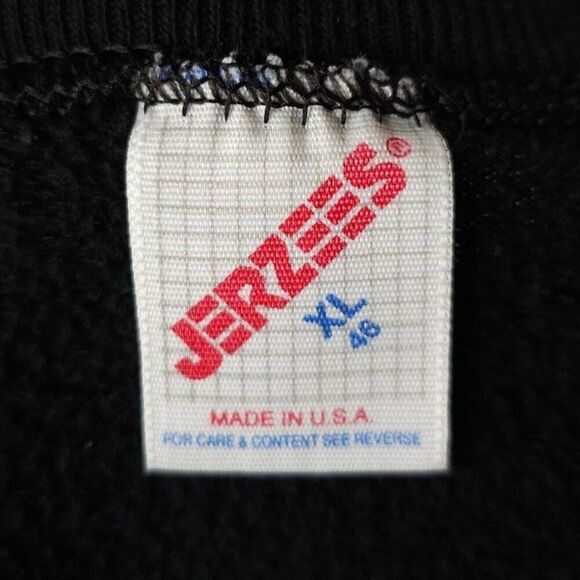 JERZEES®
XL
46
MADE IN U.S.A.
FOR CARE & CONTENT SEE REVERSE